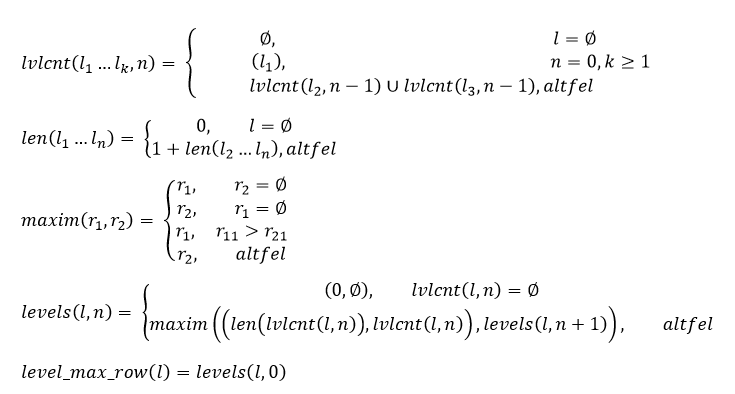 lvlcnt(l₁ … lₖ, n) = {
∅, l = ∅
(l₁), n = 0, k ≥ 1
lvlcnt(l₂, n − 1) ∪ lvlcnt(l₃, n − 1), altfel
len(l₁ … lₙ) = {
0, l = ∅
1 + len(l₂ … lₙ), altfel
maxim(r₁, r₂) = {
r₁, r₂ = ∅
r₂, r₁ = ∅
r₁, r₁₁ > r₂₁
r₂, altfel
levels(l, n) = {
(0, ∅), lvlcnt(l, n) = ∅
maxim((len(lvlcnt(l, n)), lvlcnt(l, n)), levels(l, n + 1)), altfel
level_max_row(l) = levels(l, 0)